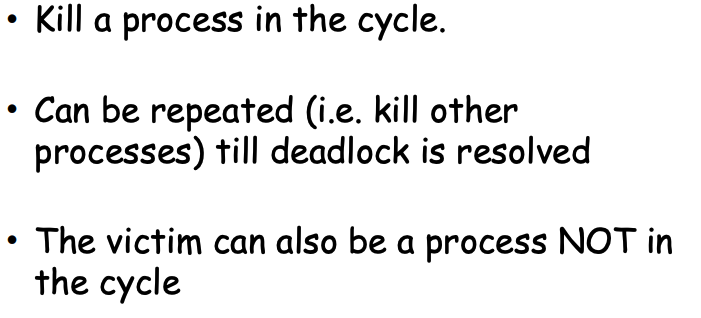 • Kill a process in the cycle.
• Can be repeated (i.e. kill other
processes) till deadlock is resolved
• The victim can also be a process NOT in
the cycle